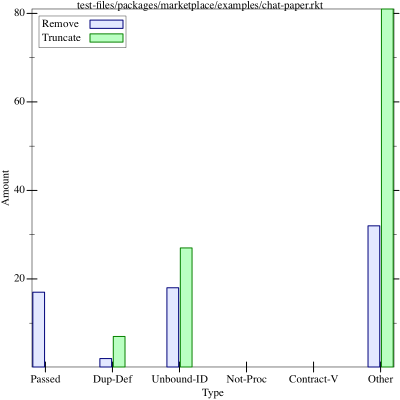 test-files/packages/marketplace/examples/chat-paper.rkt
Remove
Truncate
80
60
40
20
Amount
Passed Dup-Def Unbound-ID Not-Proc Contract-V Other
Type